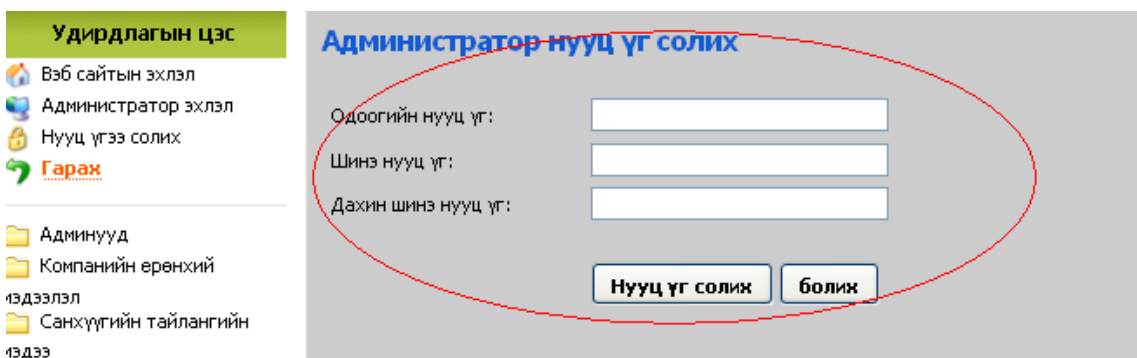 Удирдлагын цэс
Вэб сайтын эхлэл
Администратор эхлэл
Нууц үгээ солих
Гарах
Админууд
Компанийн ерөнхий
мэдээлэл
Санхүүгийн тайлангийн
мэдээ
Администратор нууц үг солих
Одоогийн нууц үг:
Шинэ нууц үг:
Дахин шинэ нууц үг:
Нууц үг солих болих